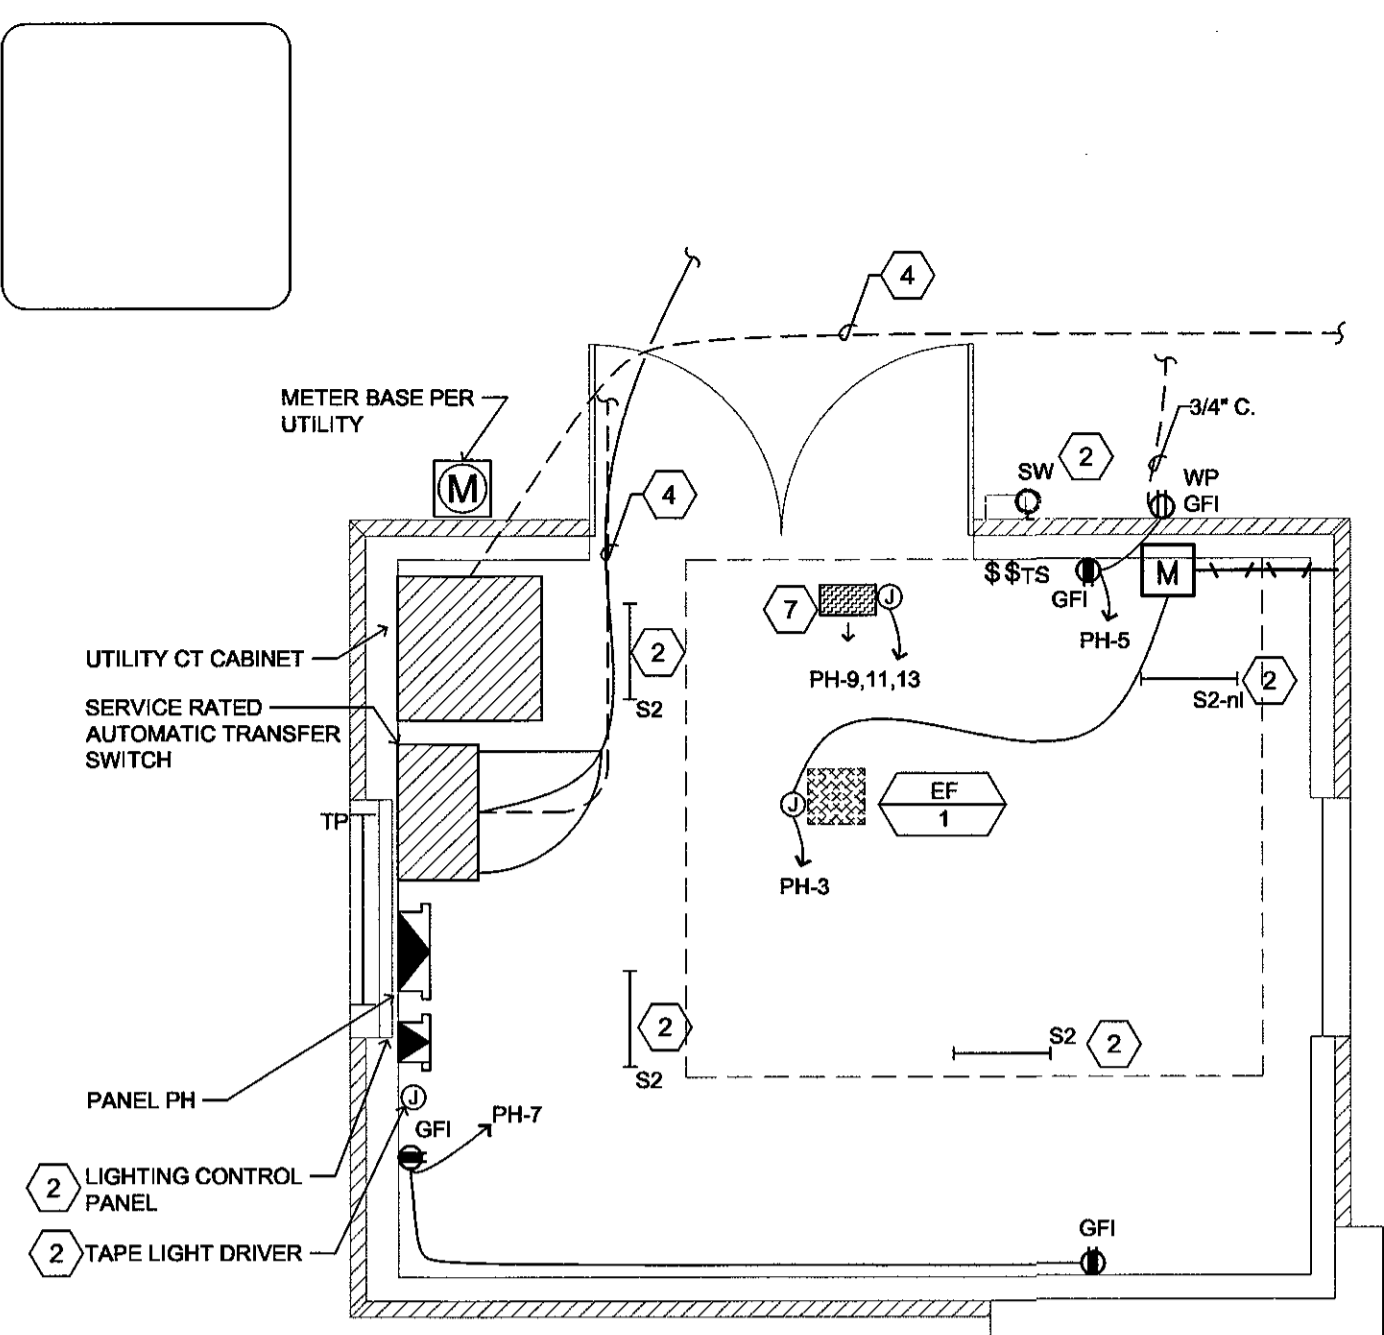 4
METER BASE PER
UTILITY
3/4" C.
M
4
SW
2
WP
GFI
$ $TS
GFI
M
PH-5
7
J
PH-9,11,13
UTILITY CT CABINET
2
S2
S2-nl
2
SERVICE RATED
AUTOMATIC TRANSFER
SWITCH
TP
J
EF
1
PH-3
2
S2
S2
2
PANEL PH
J
GFI
PH-7
2
LIGHTING CONTROL
PANEL
2
TAPE LIGHT DRIVER
GFI